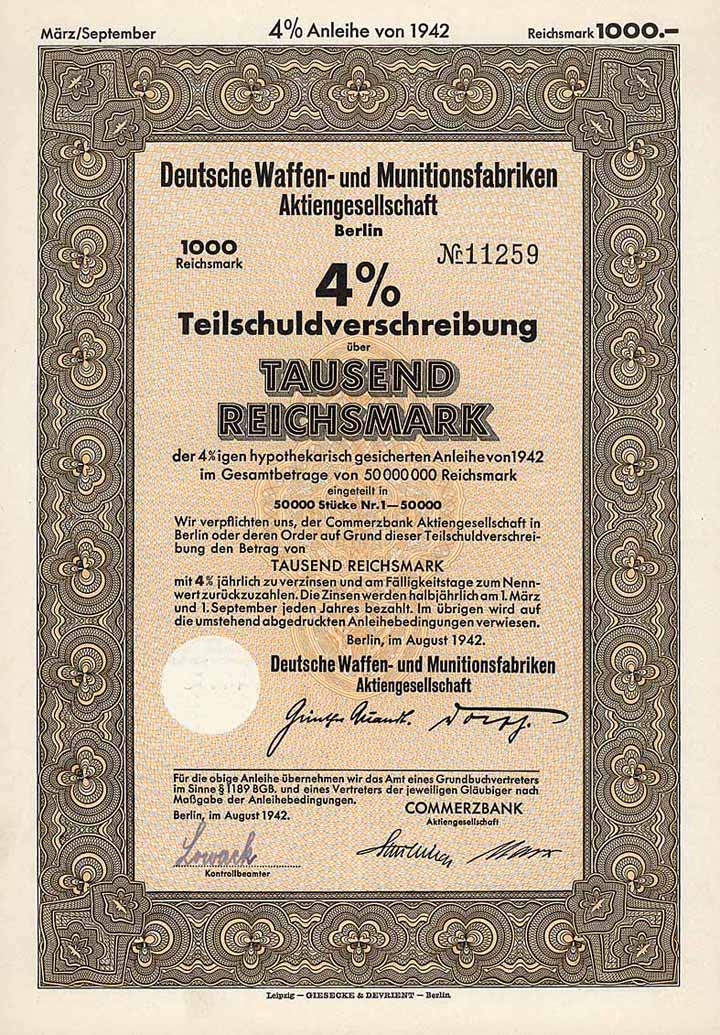 März/September 4% Anleihe von 1942 Reichsmark 1000.–
Deutsche Waffen- und Munitionsfabriken
Aktiengesellschaft
Berlin
1000
Reichsmark
№ 11259
4%
Teilschuldverschreibung
über
TAUSEND
REICHSMARK
der 4%igen hypothekarisch gesicherten Anleihe von 1942
im Gesamtbetrage von 50 000 000 Reichsmark
eingeteilt in
50000 Stücke Nr. 1—50000
Wir verpflichten uns, der Commerzbank Aktiengesellschaft in
Berlin oder deren Order auf Grund dieser Teilschuldverschrei-
bung den Betrag von
TAUSEND REICHSMARK
mit 4% jährlich zu verzinsen und am Fälligkeitstage zum Nenn-
wert zurückzuzahlen. Die Zinsen werden halbjährlich am 1. März
und 1. September jeden Jahres bezahlt. Im übrigen wird auf
die umstehend abgedruckten Anleihebedingungen verwiesen.
Berlin, im August 1942.
Deutsche Waffen- und Munitionsfabriken
Aktiengesellschaft
Günther Quandt.
Für die obige Anleihe übernehmen wir das Amt eines Grundbuchvertreters
im Sinne § 1189 BGB. und eines Vertreters der jeweiligen Gläubiger nach
Maßgabe der Anleihebedingungen.
Berlin, im August 1942.
COMMERZBANK
Aktiengesellschaft
Kontrollbeamter
Leipzig — GIESECKE & DEVRIENT — Berlin.